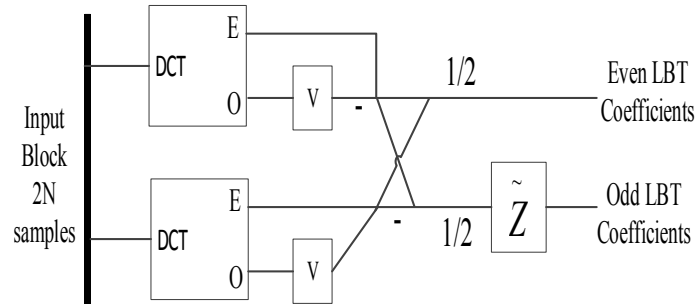 E
DCT
O
V
-
1/2
Even LBT
Coefficients
Input
Block
2N
samples
E
DCT
O
V
-
1/2
~
Z
Odd LBT
Coefficients